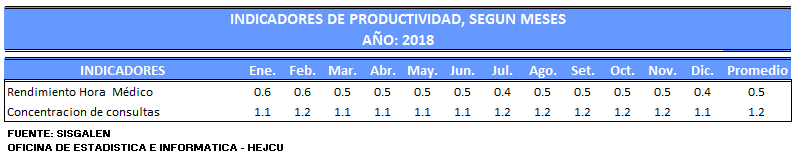 INDICADORES DE PRODUCTIVIDAD, SEGUN MESES
AÑO: 2018
INDICADORES Ene. Feb. Mar. Abr. May. Jun. Jul. Ago. Set. Oct. Nov. Dic. Promedio
Rendimiento Hora Médico 0.6 0.6 0.5 0.5 0.5 0.5 0.4 0.5 0.5 0.5 0.5 0.4 0.5
Concentracion de consultas 1.1 1.2 1.1 1.1 1.1 1.1 1.2 1.2 1.2 1.2 1.2 1.1 1.2
FUENTE: SISGALEN
OFICINA DE ESTADISTICA E INFORMATICA - HEJCU